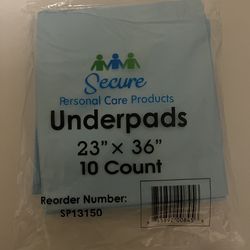 Secure
Personal Care Products
Underpads
23" × 36"
10 Count
Reorder Number:
SP13150